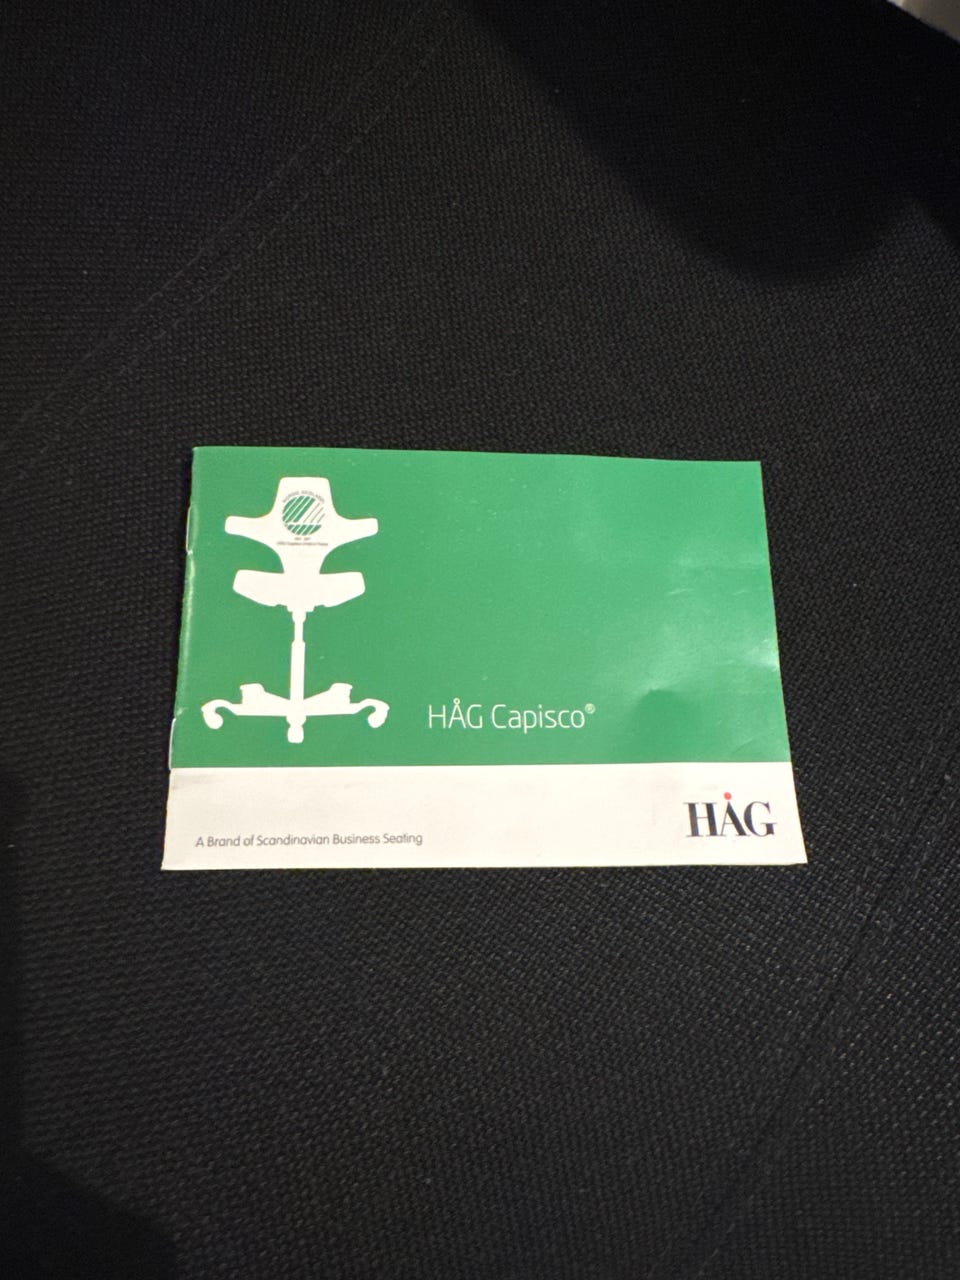 HÅG Capisco®
A Brand of Scandinavian Business Seating
HÅG